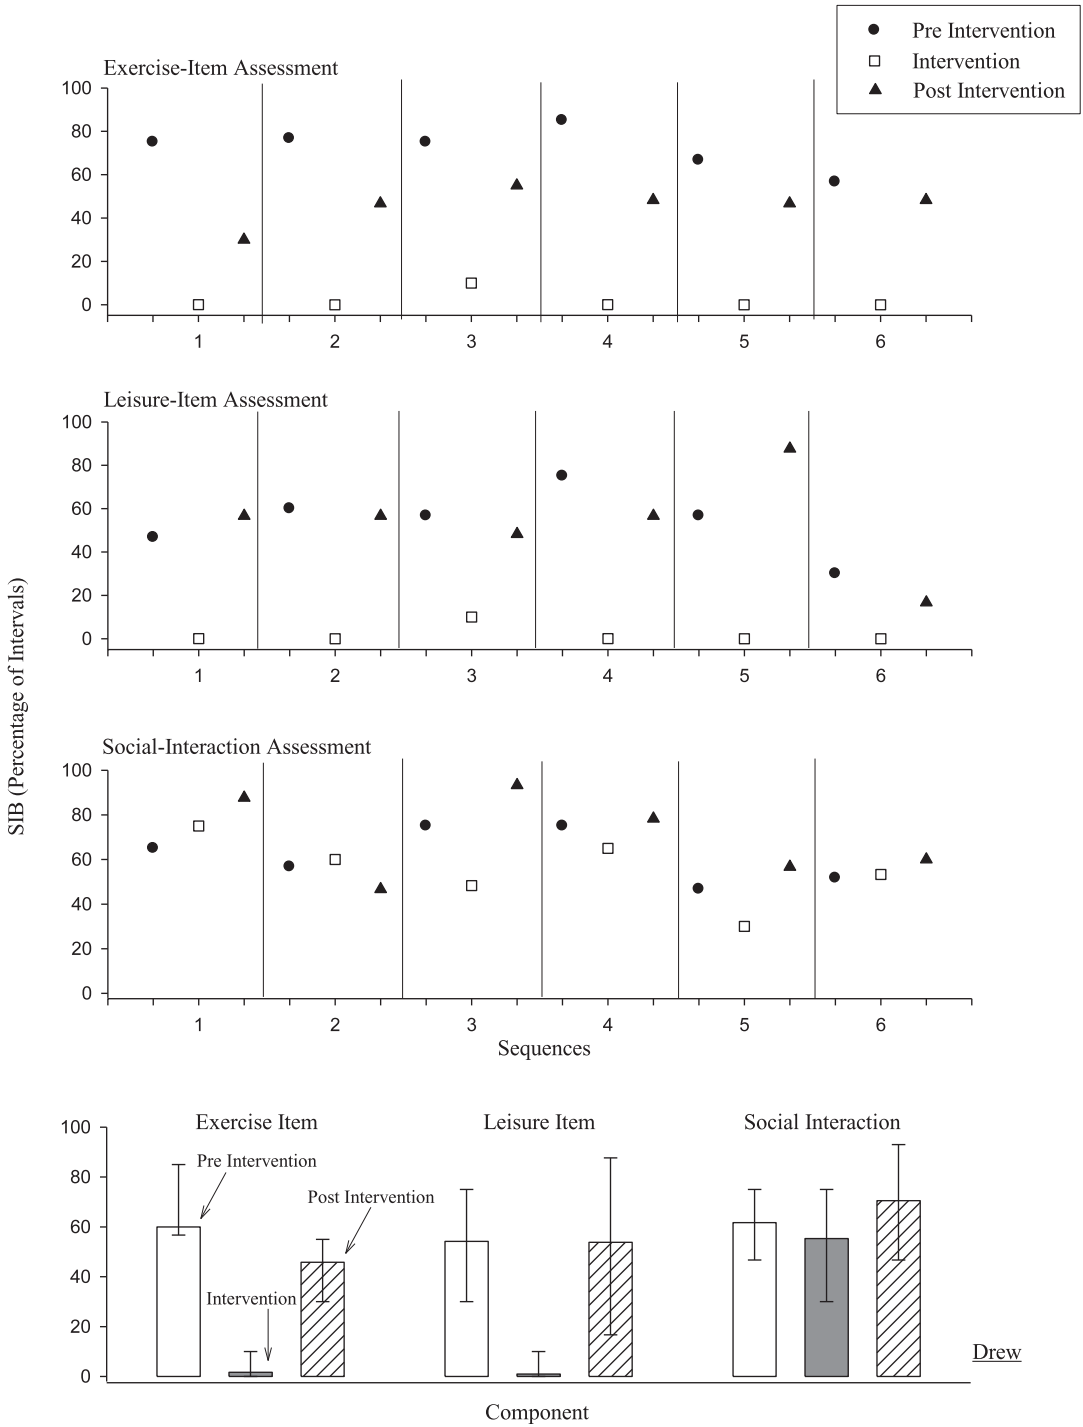 Pre Intervention
Intervention
Post Intervention
Exercise-Item Assessment
100
80
60
40
20
0
1 2 3 4 5 6
Leisure-Item Assessment
100
80
60
40
20
0
1 2 3 4 5 6
SIB (Percentage of Intervals)
Social-Interaction Assessment
100
80
60
40
20
0
1 2 3 4 5 6
Sequences
Exercise Item Leisure Item Social Interaction
100
80
60
40
20
0
Pre Intervention
Post Intervention
Intervention
Drew
Component